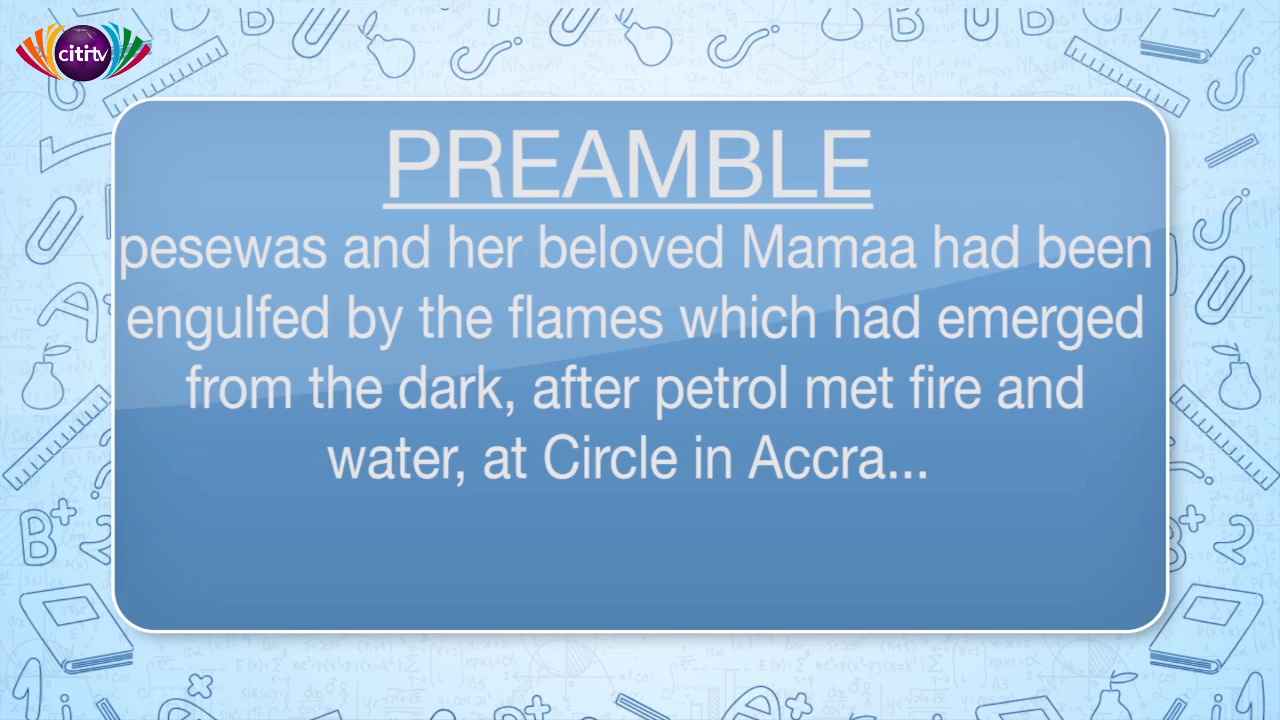 citi tv
PREAMBLE
pesewas and her beloved Mamaa had been
engulfed by the flames which had emerged
from the dark, after petrol met fire and
water, at Circle in Accra...